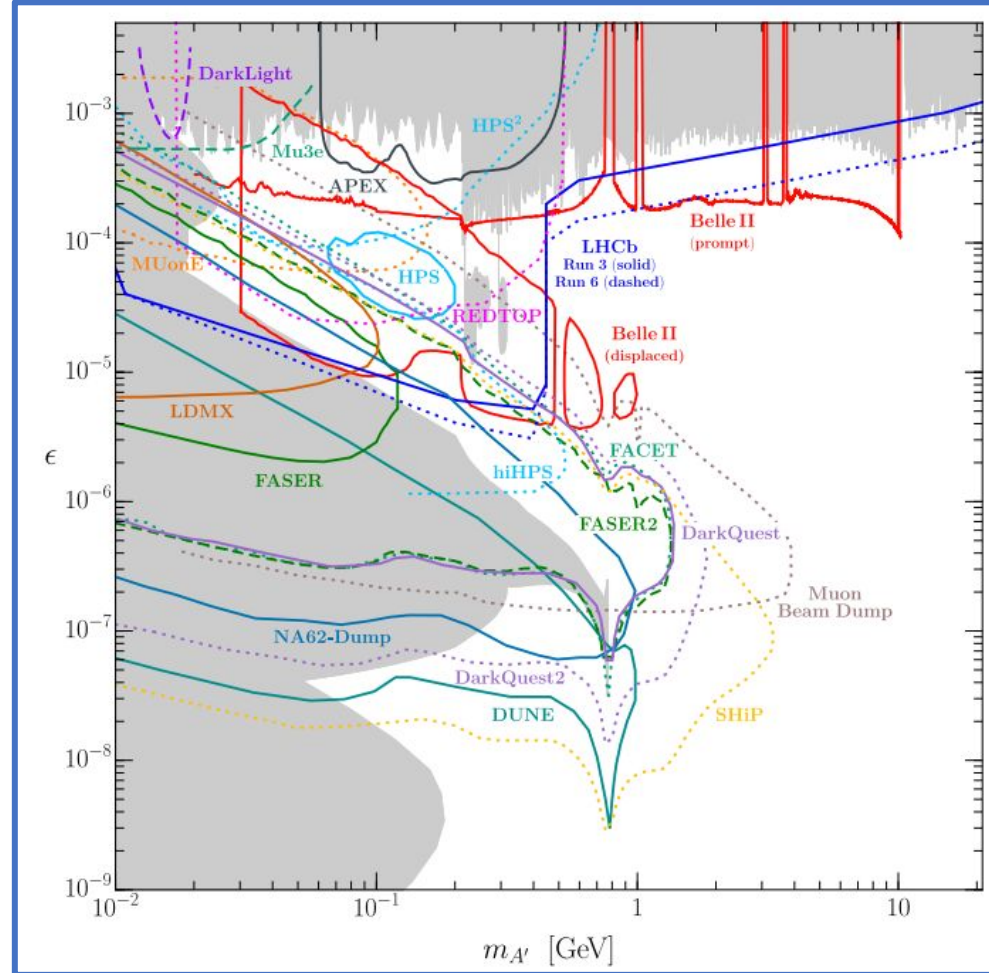 DarkLight
HPS²
Mu3e
APEX
Belle II
(prompt)
LHCb
Run 3 (solid)
Run 6 (dashed)
MUonE
HPS
REDTOP
Belle II
(displaced)
LDMX
FACET
hiHPS
FASER
FASER2
DarkQuest
Muon
Beam Dump
NA62-Dump
DarkQuest2
DUNE
SHiP
10⁻³
10⁻⁴
10⁻⁵
ϵ
10⁻⁶
10⁻⁷
10⁻⁸
10⁻⁹
10⁻² 10⁻¹ 1 10
m_A′ [GeV]